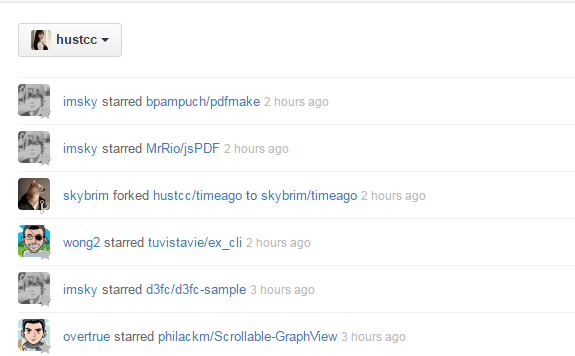 hustcc
imsky starred bpampuch/pdfmake 2 hours ago
imsky starred MrRio/jsPDF 2 hours ago
skybrim forked hustcc/timeago to skybrim/timeago 2 hours ago
wong2 starred tuvistavie/ex_cli 2 hours ago
imsky starred d3fc/d3fc-sample 3 hours ago
overtrue starred philackm/Scrollable-GraphView 3 hours ago